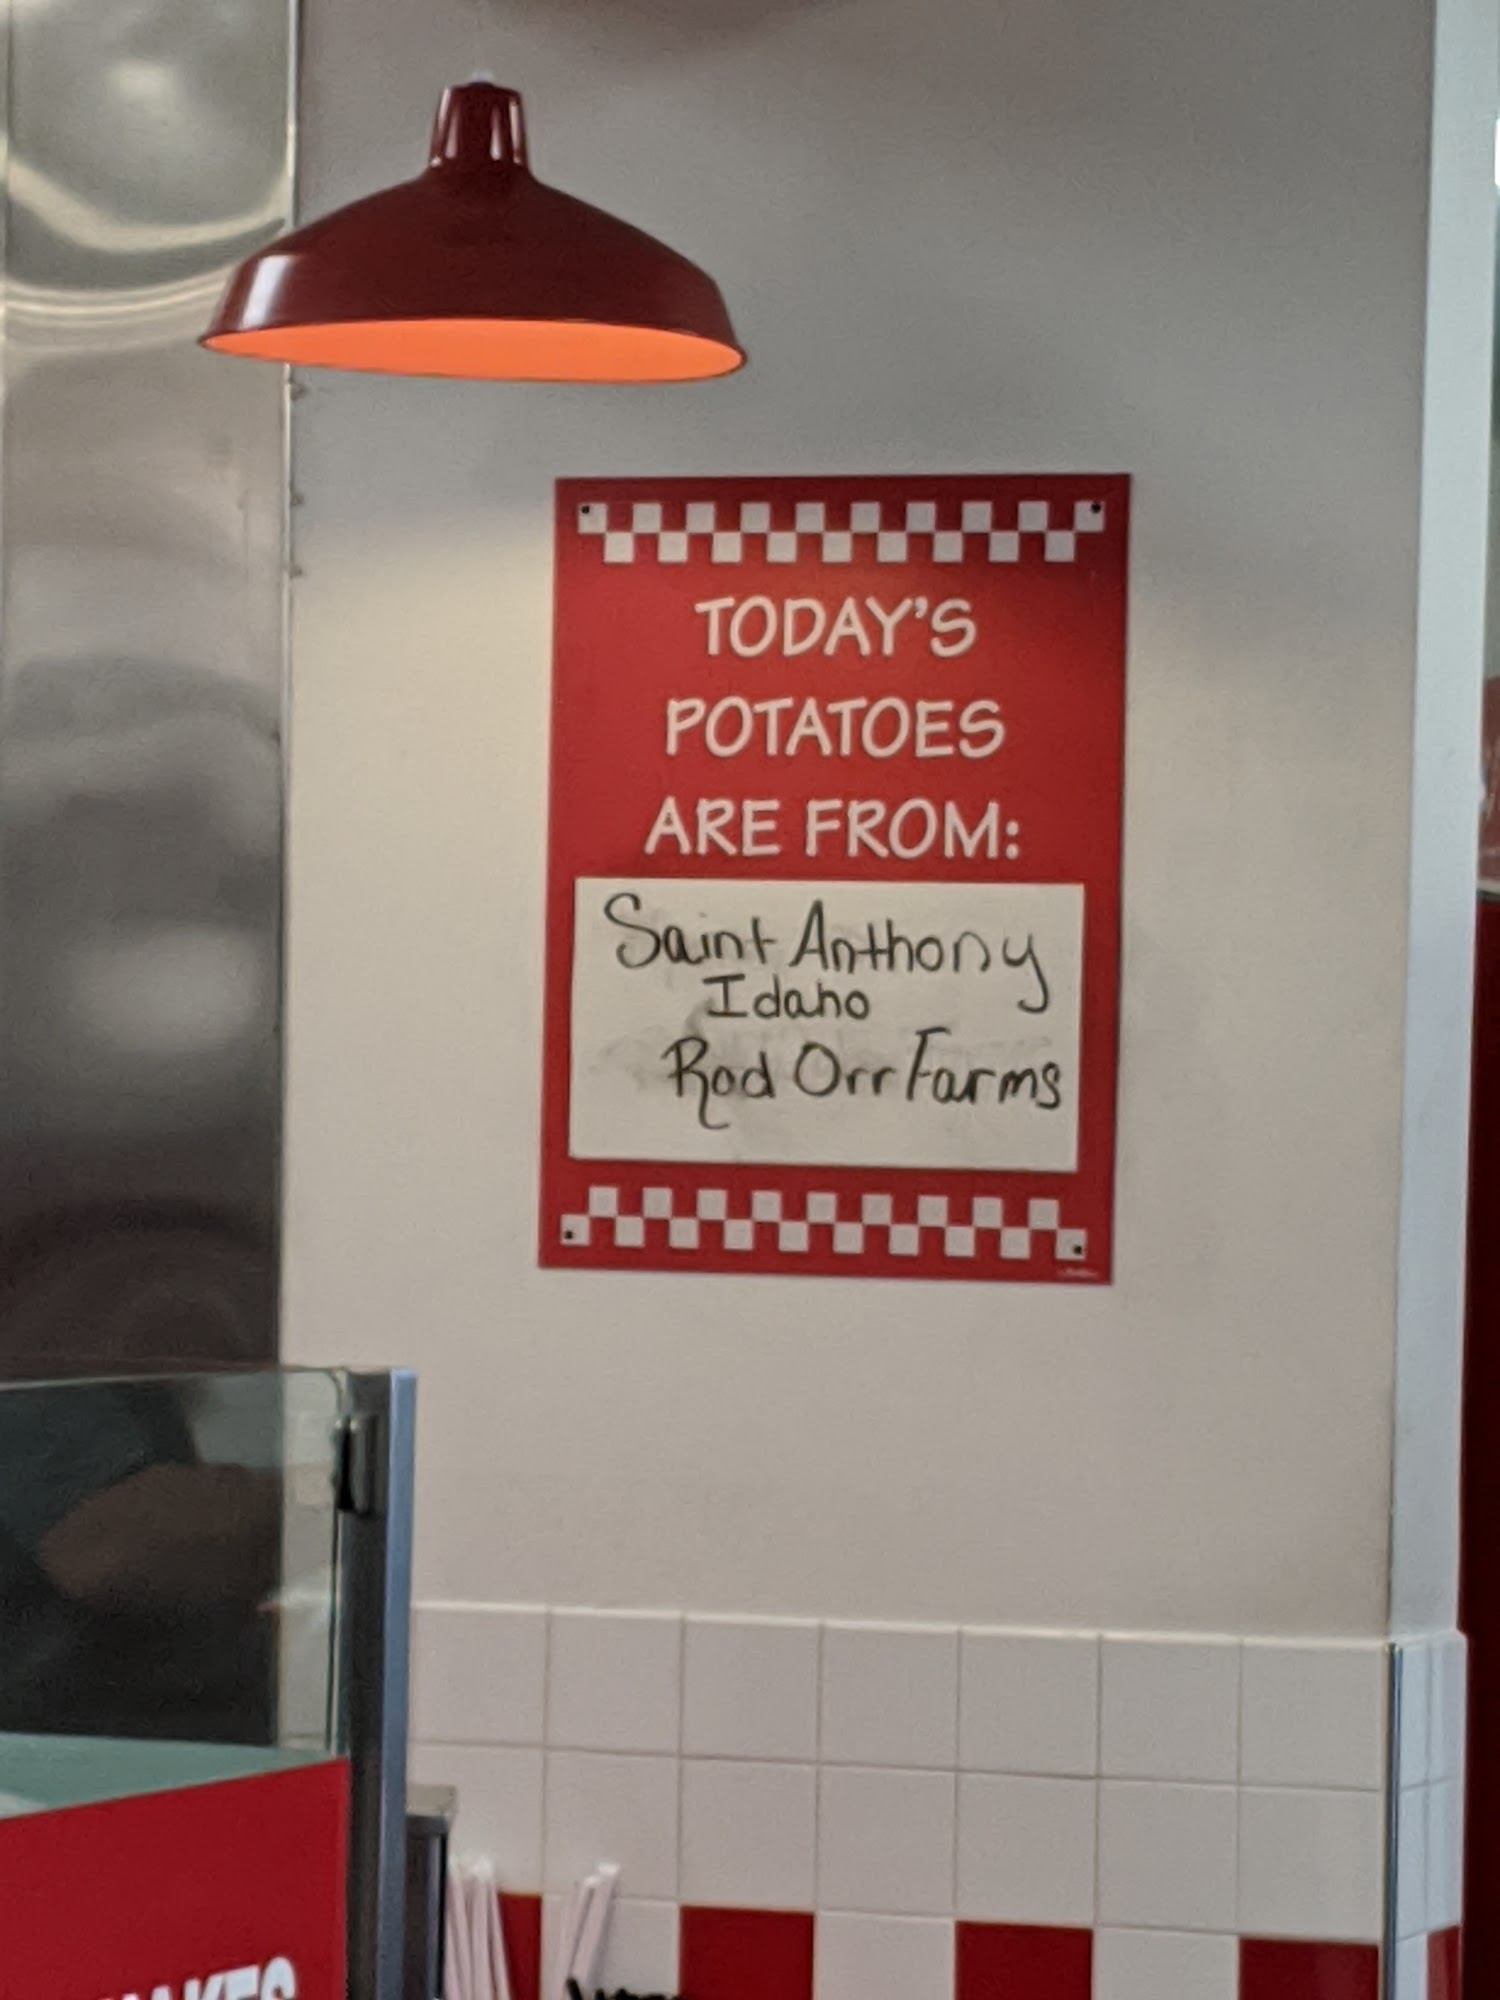 TODAY'S
POTATOES
ARE FROM:
Saint Anthony
Idaho
Rod Orr Farms